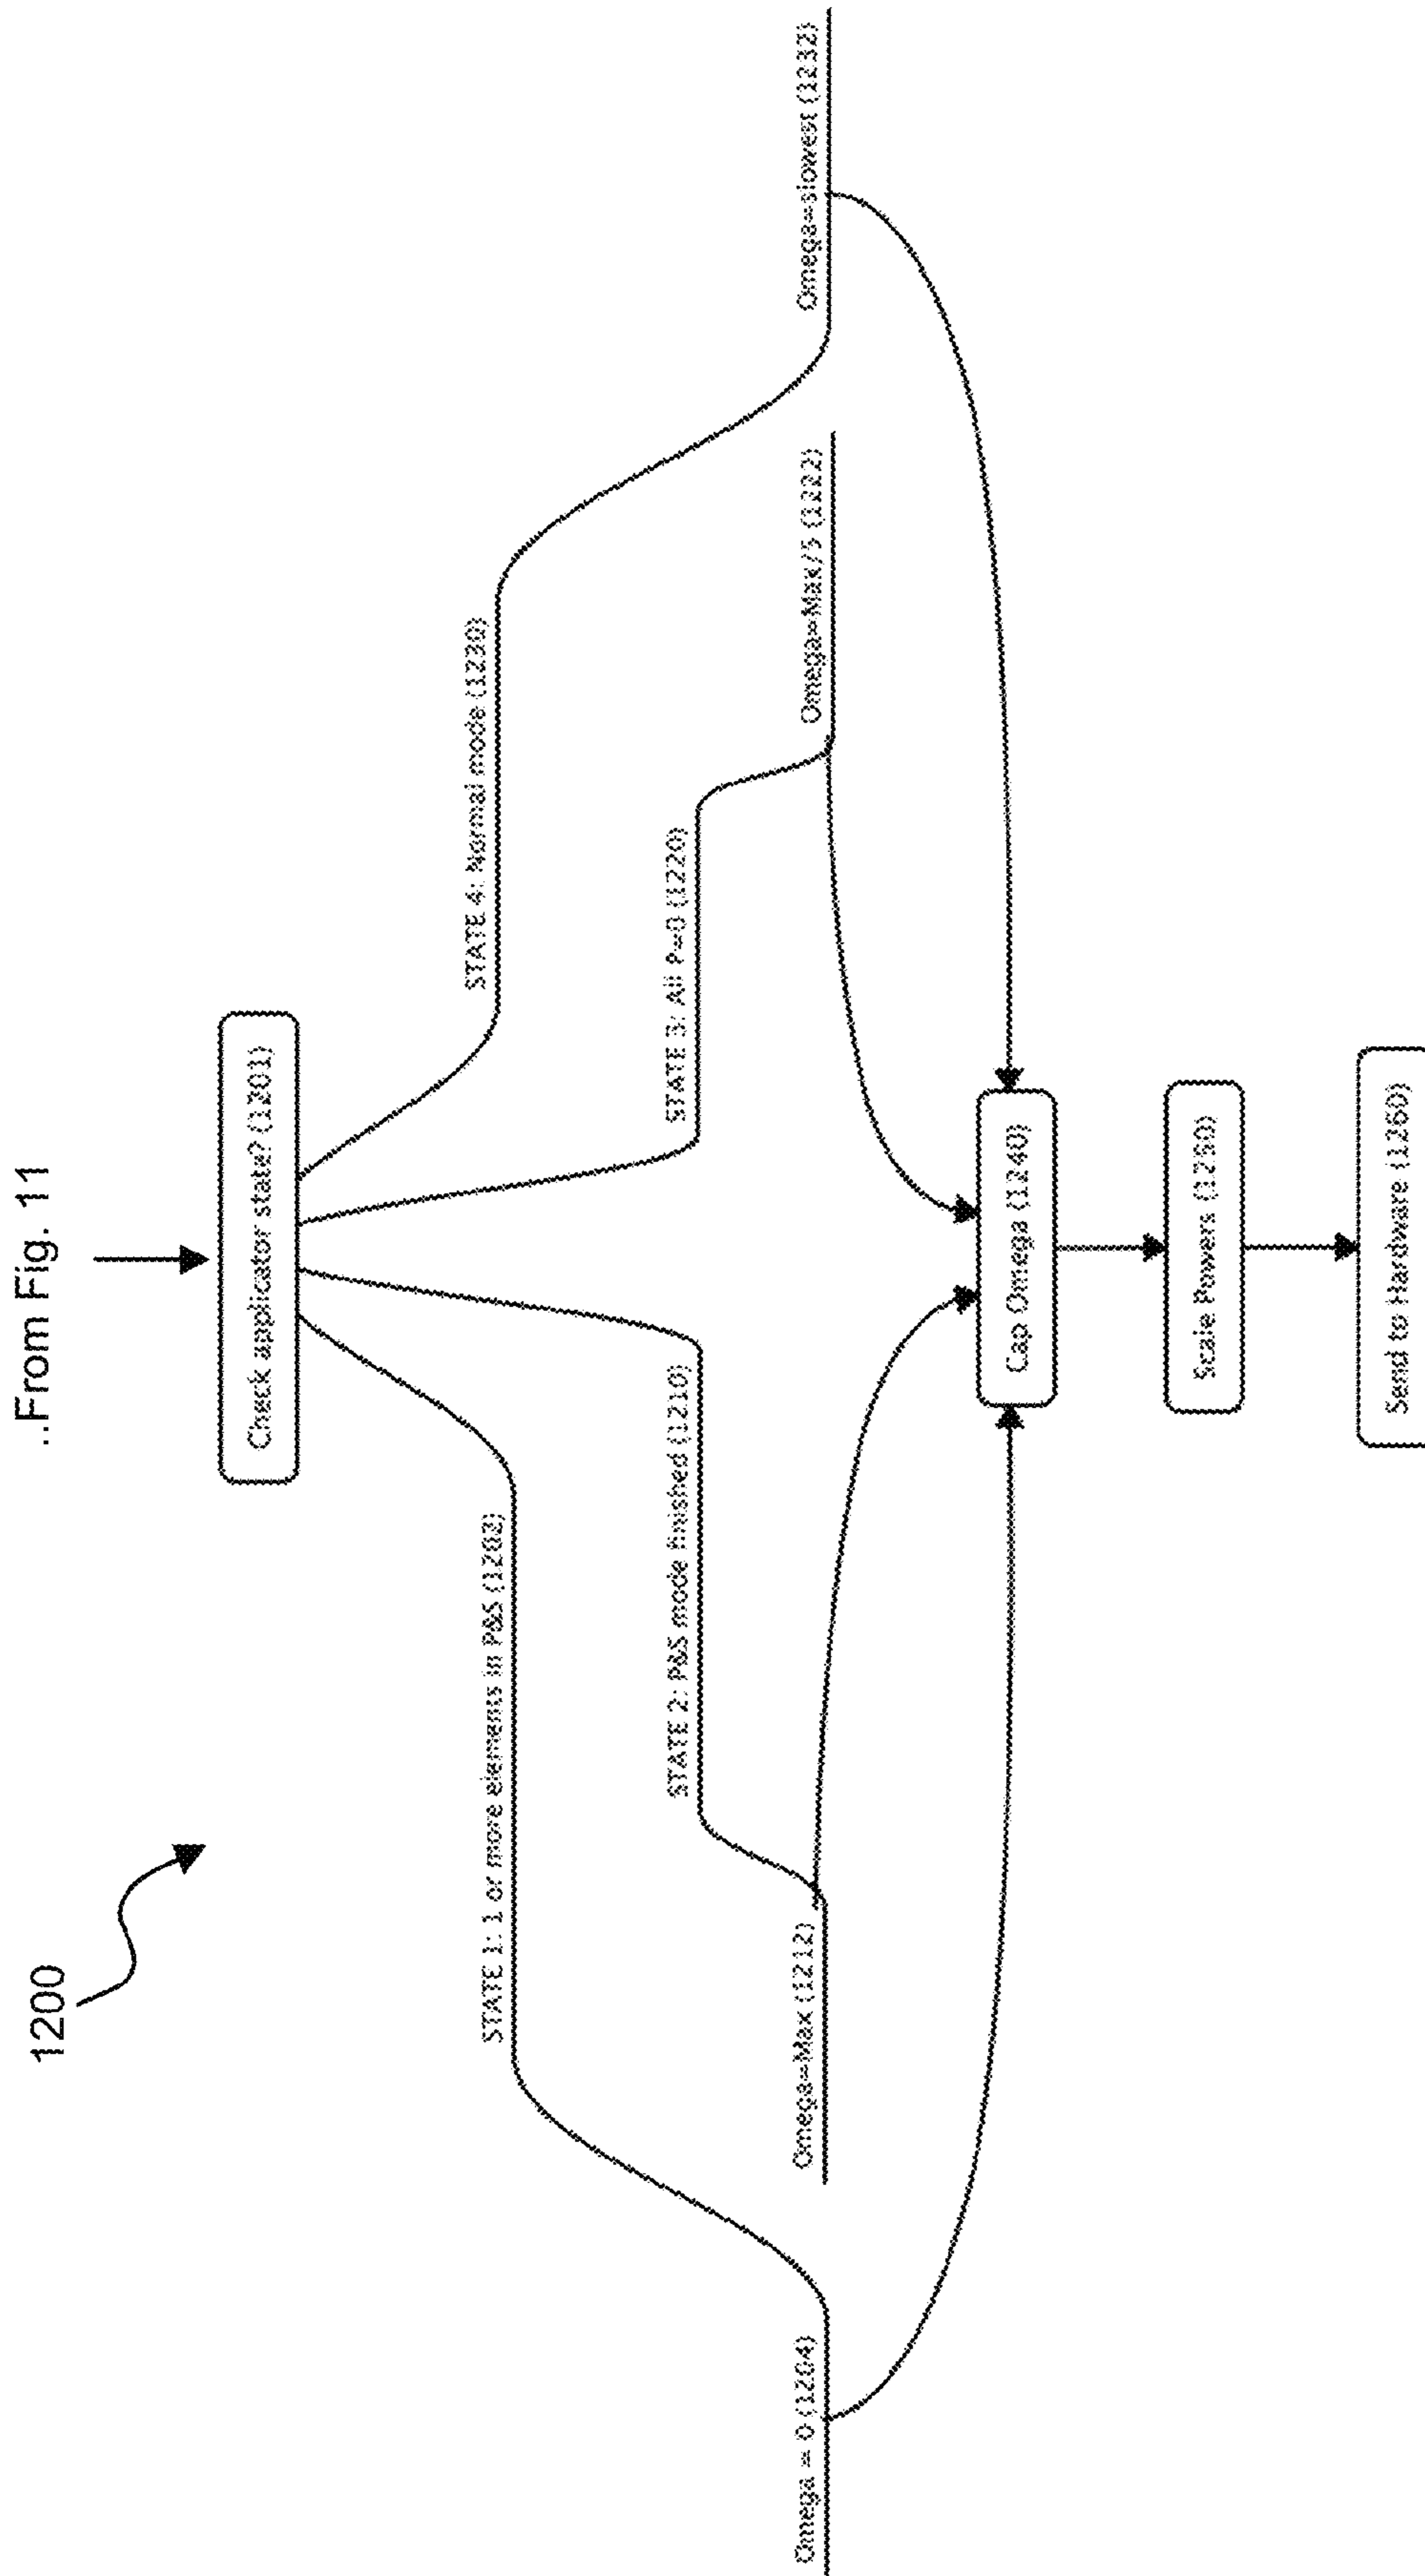 ..From Fig. 11
1200
Check applicator state? (1201)
STATE 1: 1 or more elements in P&S (1202)
STATE 4: Normal mode (1230)
STATE 2: P&S mode finished (1210)
STATE 3: All P=0 (1220)
Omega = 0 (1204)
Omega=Max (1212)
Omega=Max/5 (1222)
Omega=slowest (1232)
Cap Omega (1240)
Scale Powers (1250)
Send to Hardware (1260)